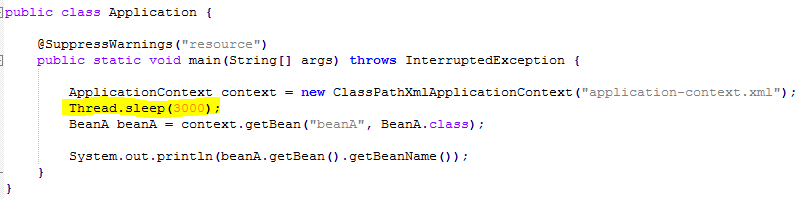 public class Application {
@SuppressWarnings("resource")
public static void main(String[] args) throws InterruptedException {
ApplicationContext context = new ClassPathXmlApplicationContext("application-context.xml");
Thread.sleep(3000);
BeanA beanA = context.getBean("beanA", BeanA.class);
System.out.println(beanA.getBean().getBeanName());
}
}